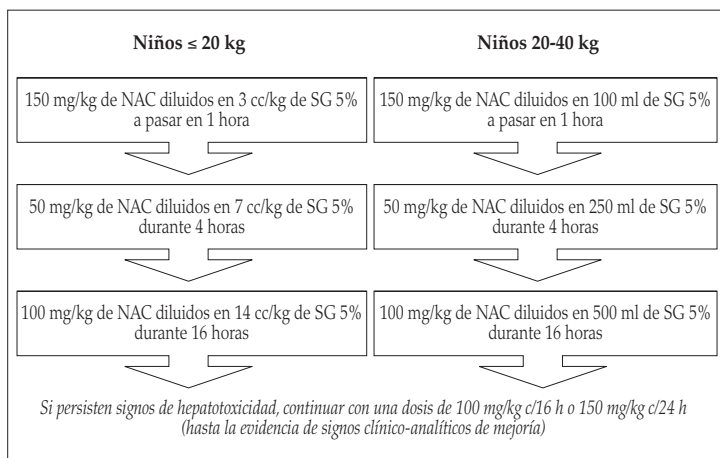 Niños ≤ 20 kg
150 mg/kg de NAC diluidos en 3 cc/kg de SG 5%
a pasar en 1 hora
50 mg/kg de NAC diluidos en 7 cc/kg de SG 5%
durante 4 horas
100 mg/kg de NAC diluidos en 14 cc/kg de SG 5%
durante 16 horas
Niños 20-40 kg
150 mg/kg de NAC diluidos en 100 ml de SG 5%
a pasar en 1 hora
50 mg/kg de NAC diluidos en 250 ml de SG 5%
durante 4 horas
100 mg/kg de NAC diluidos en 500 ml de SG 5%
durante 16 horas
Si persisten signos de hepatotoxicidad, continuar con una dosis de 100 mg/kg c/16 h o 150 mg/kg c/24 h
(hasta la evidencia de signos clínico-analíticos de mejoría)